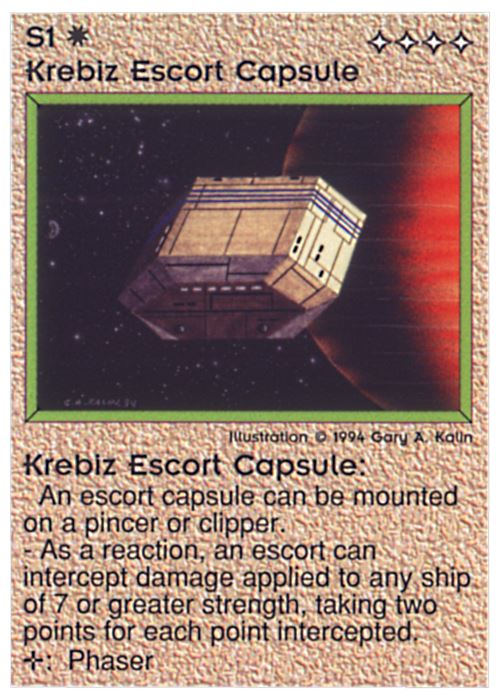 S1
Krebiz Escort Capsule
G.A. KALIN 94
Illustration © 1994 Gary A. Kalin
Krebiz Escort Capsule:
An escort capsule can be mounted
on a pincer or clipper.
- As a reaction, an escort can
intercept damage applied to any ship
of 7 or greater strength, taking two
points for each point intercepted.
: Phaser